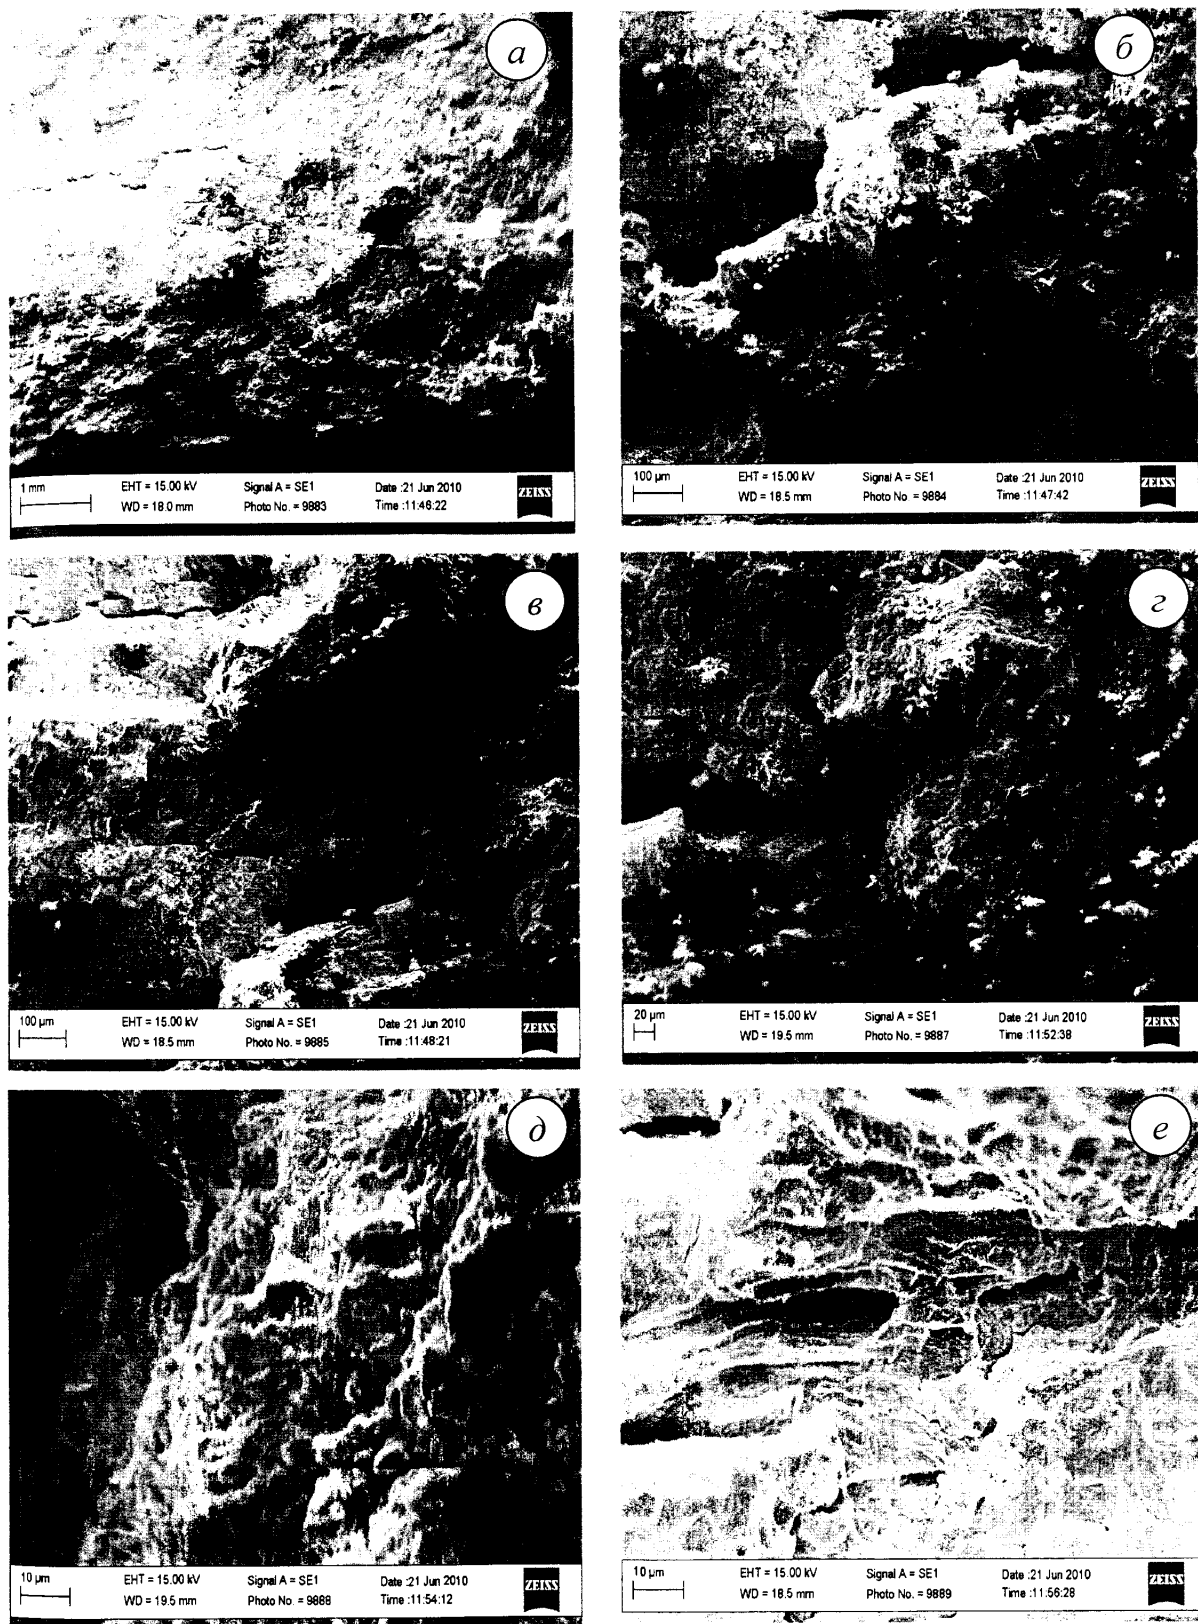 а
1 mm EHT = 15.00 kV Signal A = SE1 Date :21 Jun 2010 ZEISS
WD = 18.0 mm Photo No. = 9883 Time :11:46:22
б
100 µm EHT = 15.00 kV Signal A = SE1 Date :21 Jun 2010 ZEISS
WD = 18.5 mm Photo No. = 9884 Time :11:47:42
в
100 µm EHT = 15.00 kV Signal A = SE1 Date :21 Jun 2010 ZEISS
WD = 18.5 mm Photo No. = 9885 Time :11:48:21
г
20 µm EHT = 15.00 kV Signal A = SE1 Date :21 Jun 2010 ZEISS
WD = 19.5 mm Photo No. = 9887 Time :11:52:38
д
10 µm EHT = 15.00 kV Signal A = SE1 Date :21 Jun 2010 ZEISS
WD = 19.5 mm Photo No. = 9888 Time :11:54:12
е
10 µm EHT = 15.00 kV Signal A = SE1 Date :21 Jun 2010 ZEISS
WD = 18.5 mm Photo No. = 9889 Time :11:56:28